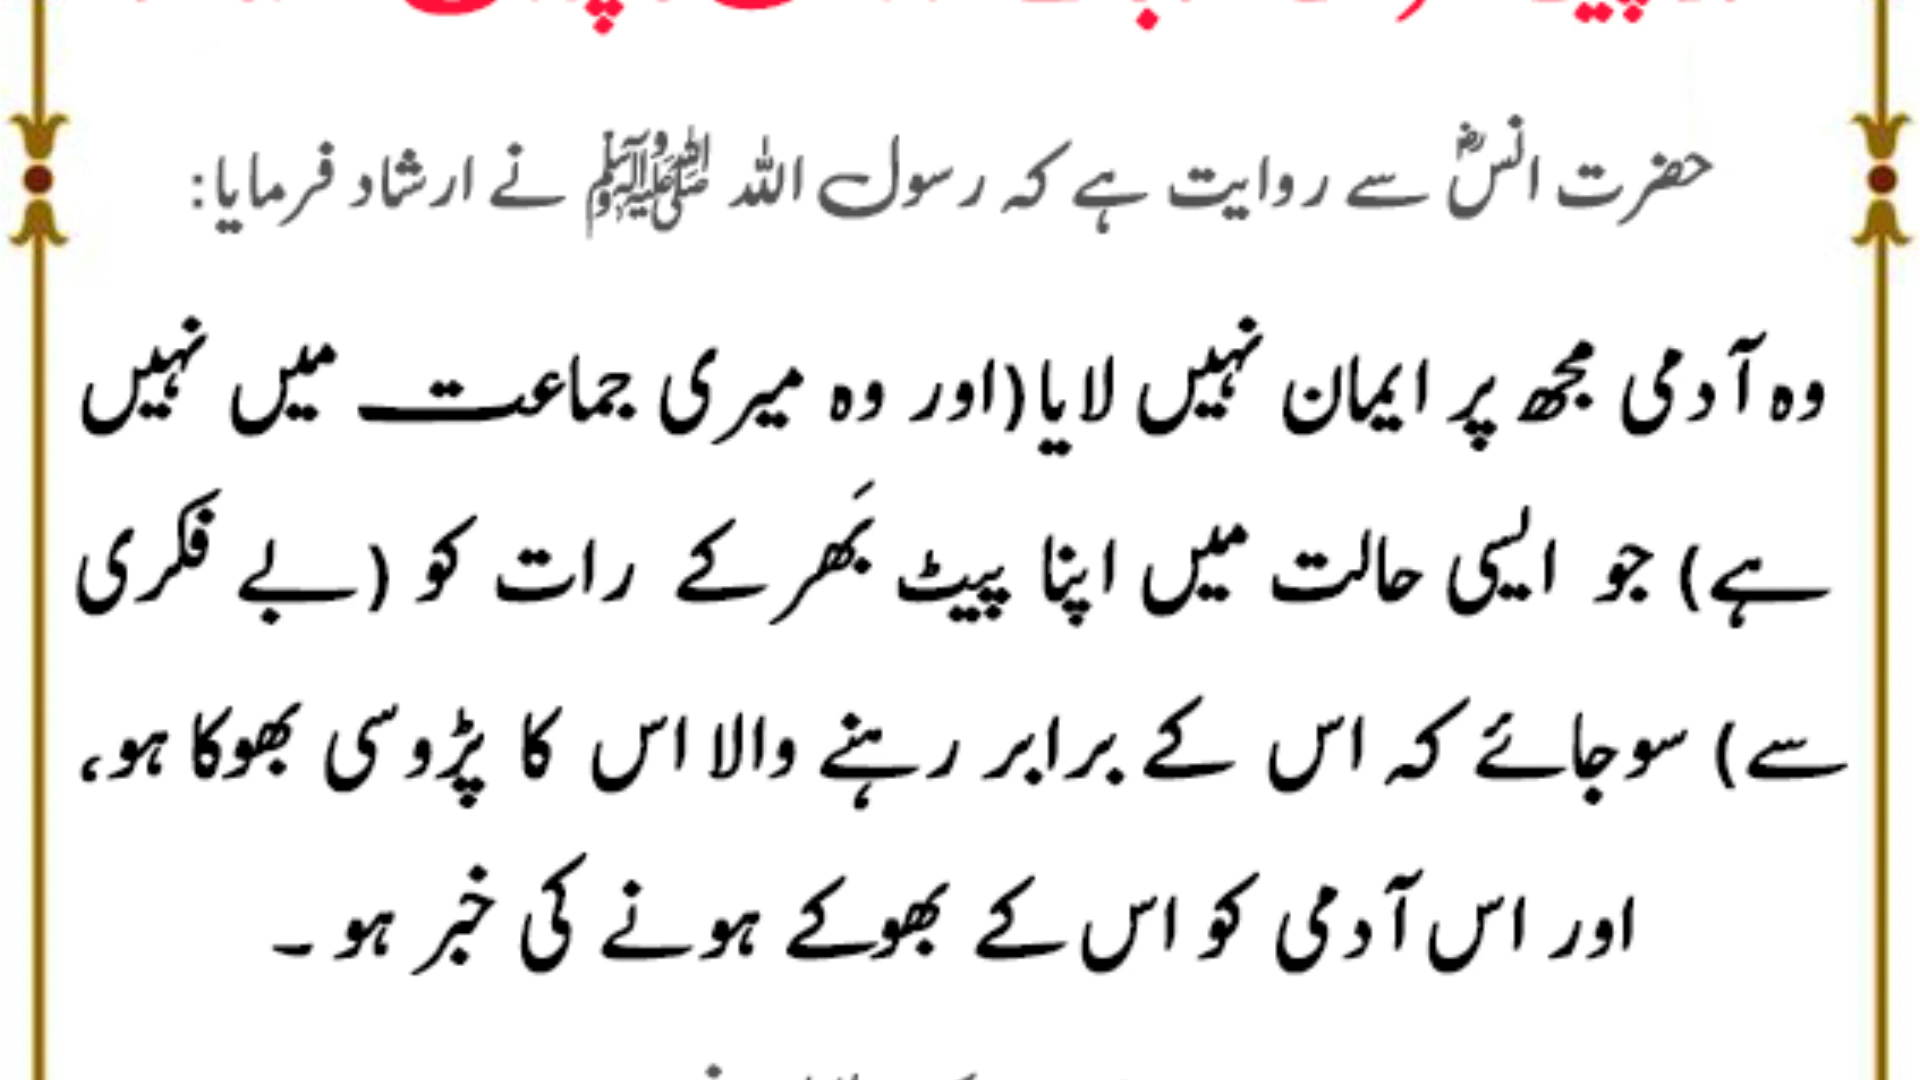 حضرت انسؓ سے روایت ہے کہ رسول اللہ ﷺ نے ارشاد فرمایا:
وہ آدمی مجھ پر ایمان نہیں لایا (اور وہ میری جماعت میں نہیں
ہے) جو ایسی حالت میں اپنا پیٹ بَھر کے رات کو (بے فکری
سے) سوجائے کہ اس کے برابر رہنے والا اس کا پڑوسی بھوکا ہو،
اور اس آدمی کو اس کے بھوکے ہونے کی خبر ہو ۔